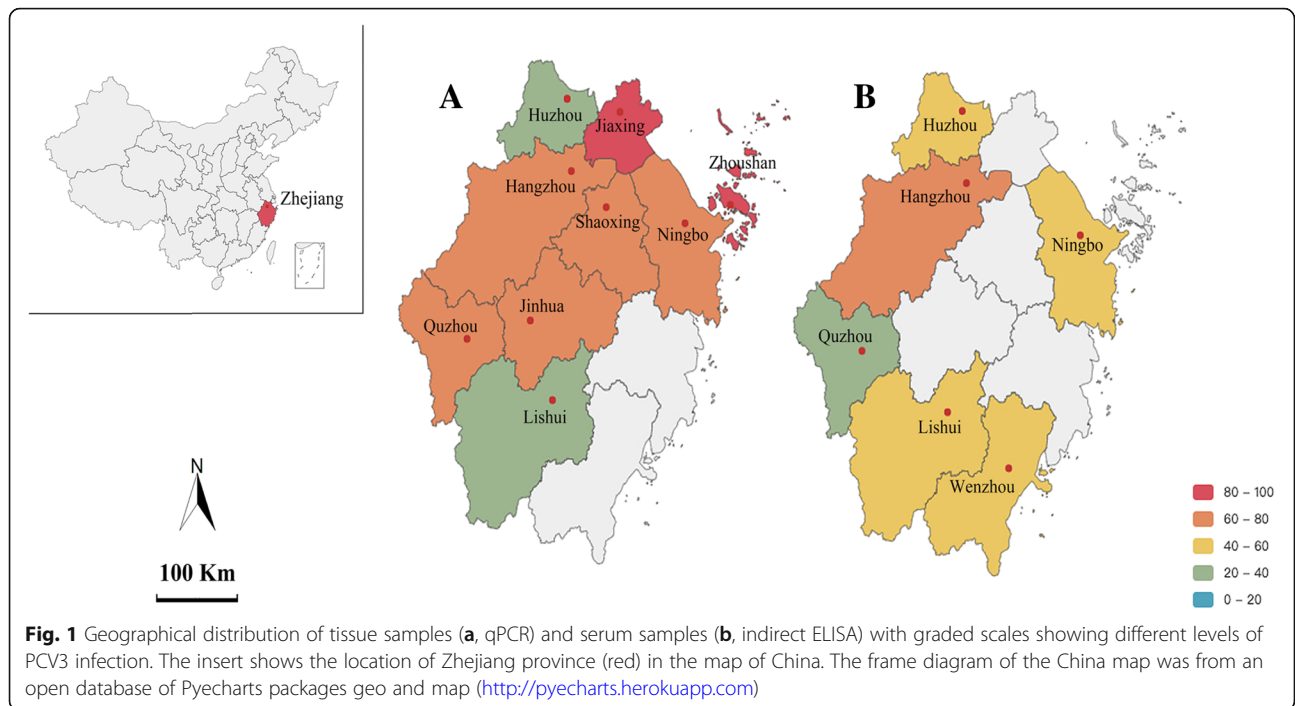 Zhejiang
A
Huzhou
Jiaxing
Zhoushan
Hangzhou
Shaoxing
Ningbo
Jinhua
Quzhou
Lishui
B
Huzhou
Hangzhou
Ningbo
Quzhou
Lishui
Wenzhou
N
100 Km
80 – 100
60 – 80
40 – 60
20 – 40
0 – 20
Fig. 1 Geographical distribution of tissue samples (a, qPCR) and serum samples (b, indirect ELISA) with graded scales showing different levels of
PCV3 infection. The insert shows the location of Zhejiang province (red) in the map of China. The frame diagram of the China map was from an
open database of Pyecharts packages geo and map (http://pyecharts.herokuapp.com)